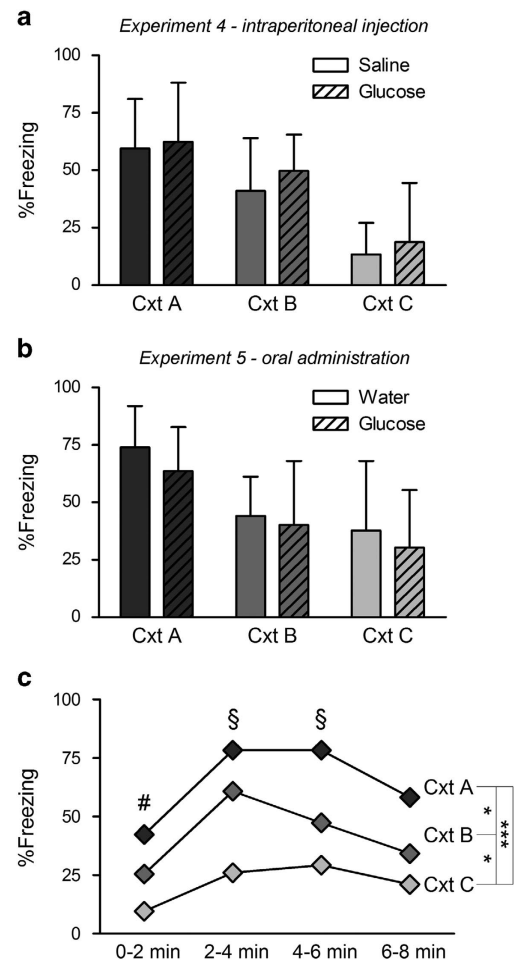 a
Experiment 4 - intraperitoneal injection
100
75
50
25
0
%Freezing
Saline
Glucose
Cxt A Cxt B Cxt C
b
Experiment 5 - oral administration
100
75
50
25
0
%Freezing
Water
Glucose
Cxt A Cxt B Cxt C
c
100
75
50
25
0
%Freezing
# § §
Cxt A
Cxt B
Cxt C
*
*
***
0-2 min 2-4 min 4-6 min 6-8 min